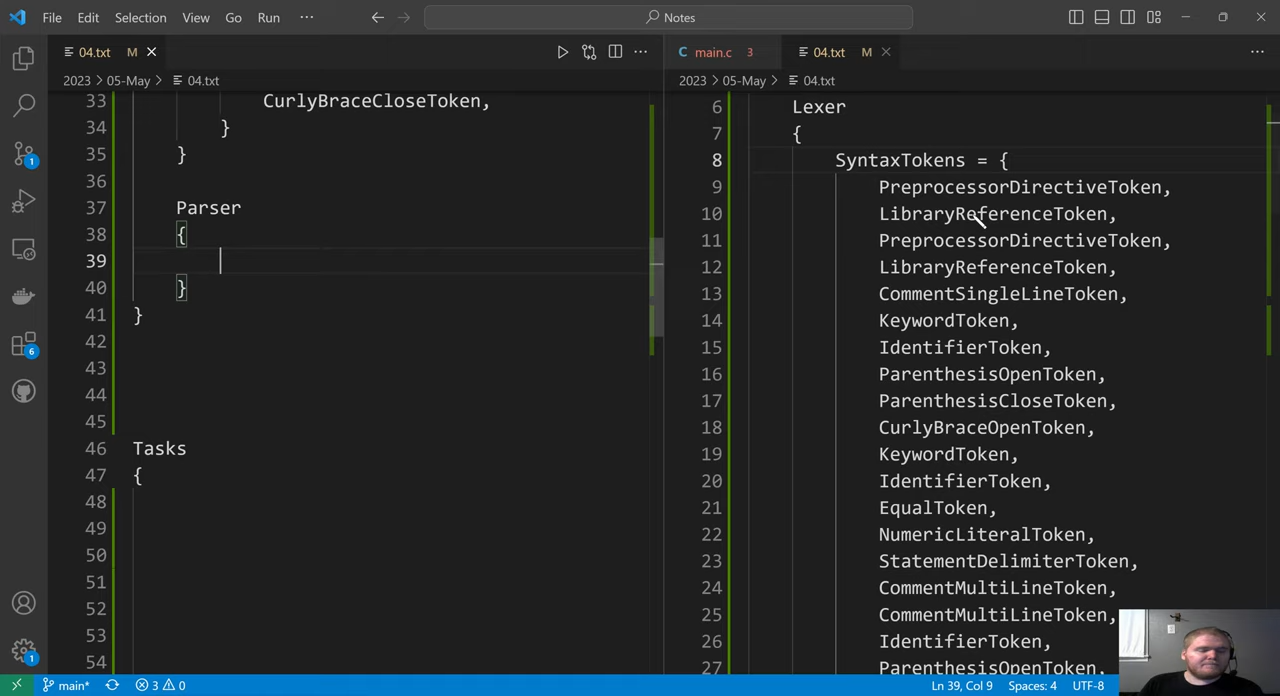 File Edit Selection View Go Run ··· Notes
04.txt M
main.c 3 04.txt M
2023 > 05-May > 04.txt
2023 > 05-May > 04.txt
33 CurlyBraceCloseToken,
34 }
35 }
36
37 Parser
38 {
39
40 }
41 }
42
43
44
45
46 Tasks
47 {
48
49
50
51
52
53
54
6 Lexer
7 {
8 SyntaxTokens = {
9 PreprocessorDirectiveToken,
10 LibraryReferenceToken,
11 PreprocessorDirectiveToken,
12 LibraryReferenceToken,
13 CommentSingleLineToken,
14 KeywordToken,
15 IdentifierToken,
16 ParenthesisOpenToken,
17 ParenthesisCloseToken,
18 CurlyBraceOpenToken,
19 KeywordToken,
20 IdentifierToken,
21 EqualToken,
22 NumericLiteralToken,
23 StatementDelimiterToken,
24 CommentMultiLineToken,
25 CommentMultiLineToken,
26 IdentifierToken,
27 ParenthesisOpenToken,
1
6
1
main* 3 0 Ln 39, Col 9 Spaces: 4 UTF-8